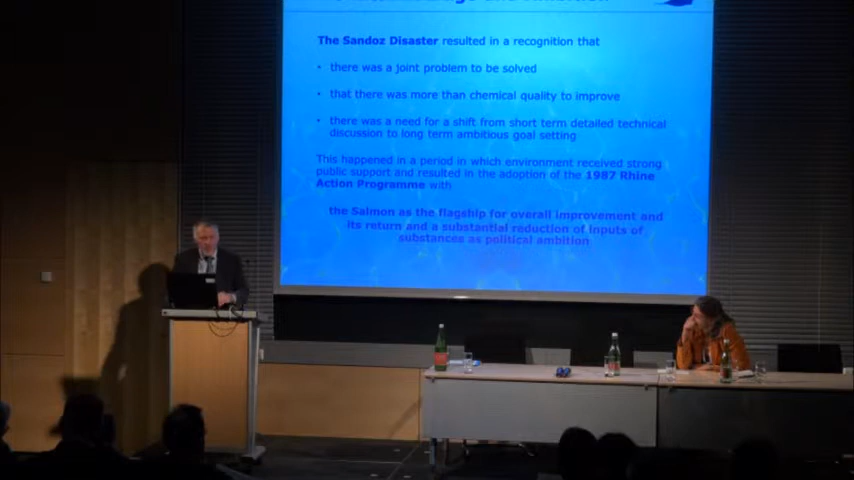 The Sandoz Disaster resulted in a recognition that
• there was a joint problem to be solved
• that there was more than chemical quality to improve
• there was a need for a shift from short term detailed technical
discussion to long term ambitious goal setting
This happened in a period in which environment received strong
public support and resulted in the adoption of the 1987 Rhine
Action Programme with
the Salmon as the flagship for overall improvement and
its return and a substantial reduction of inputs of
substances as political ambition